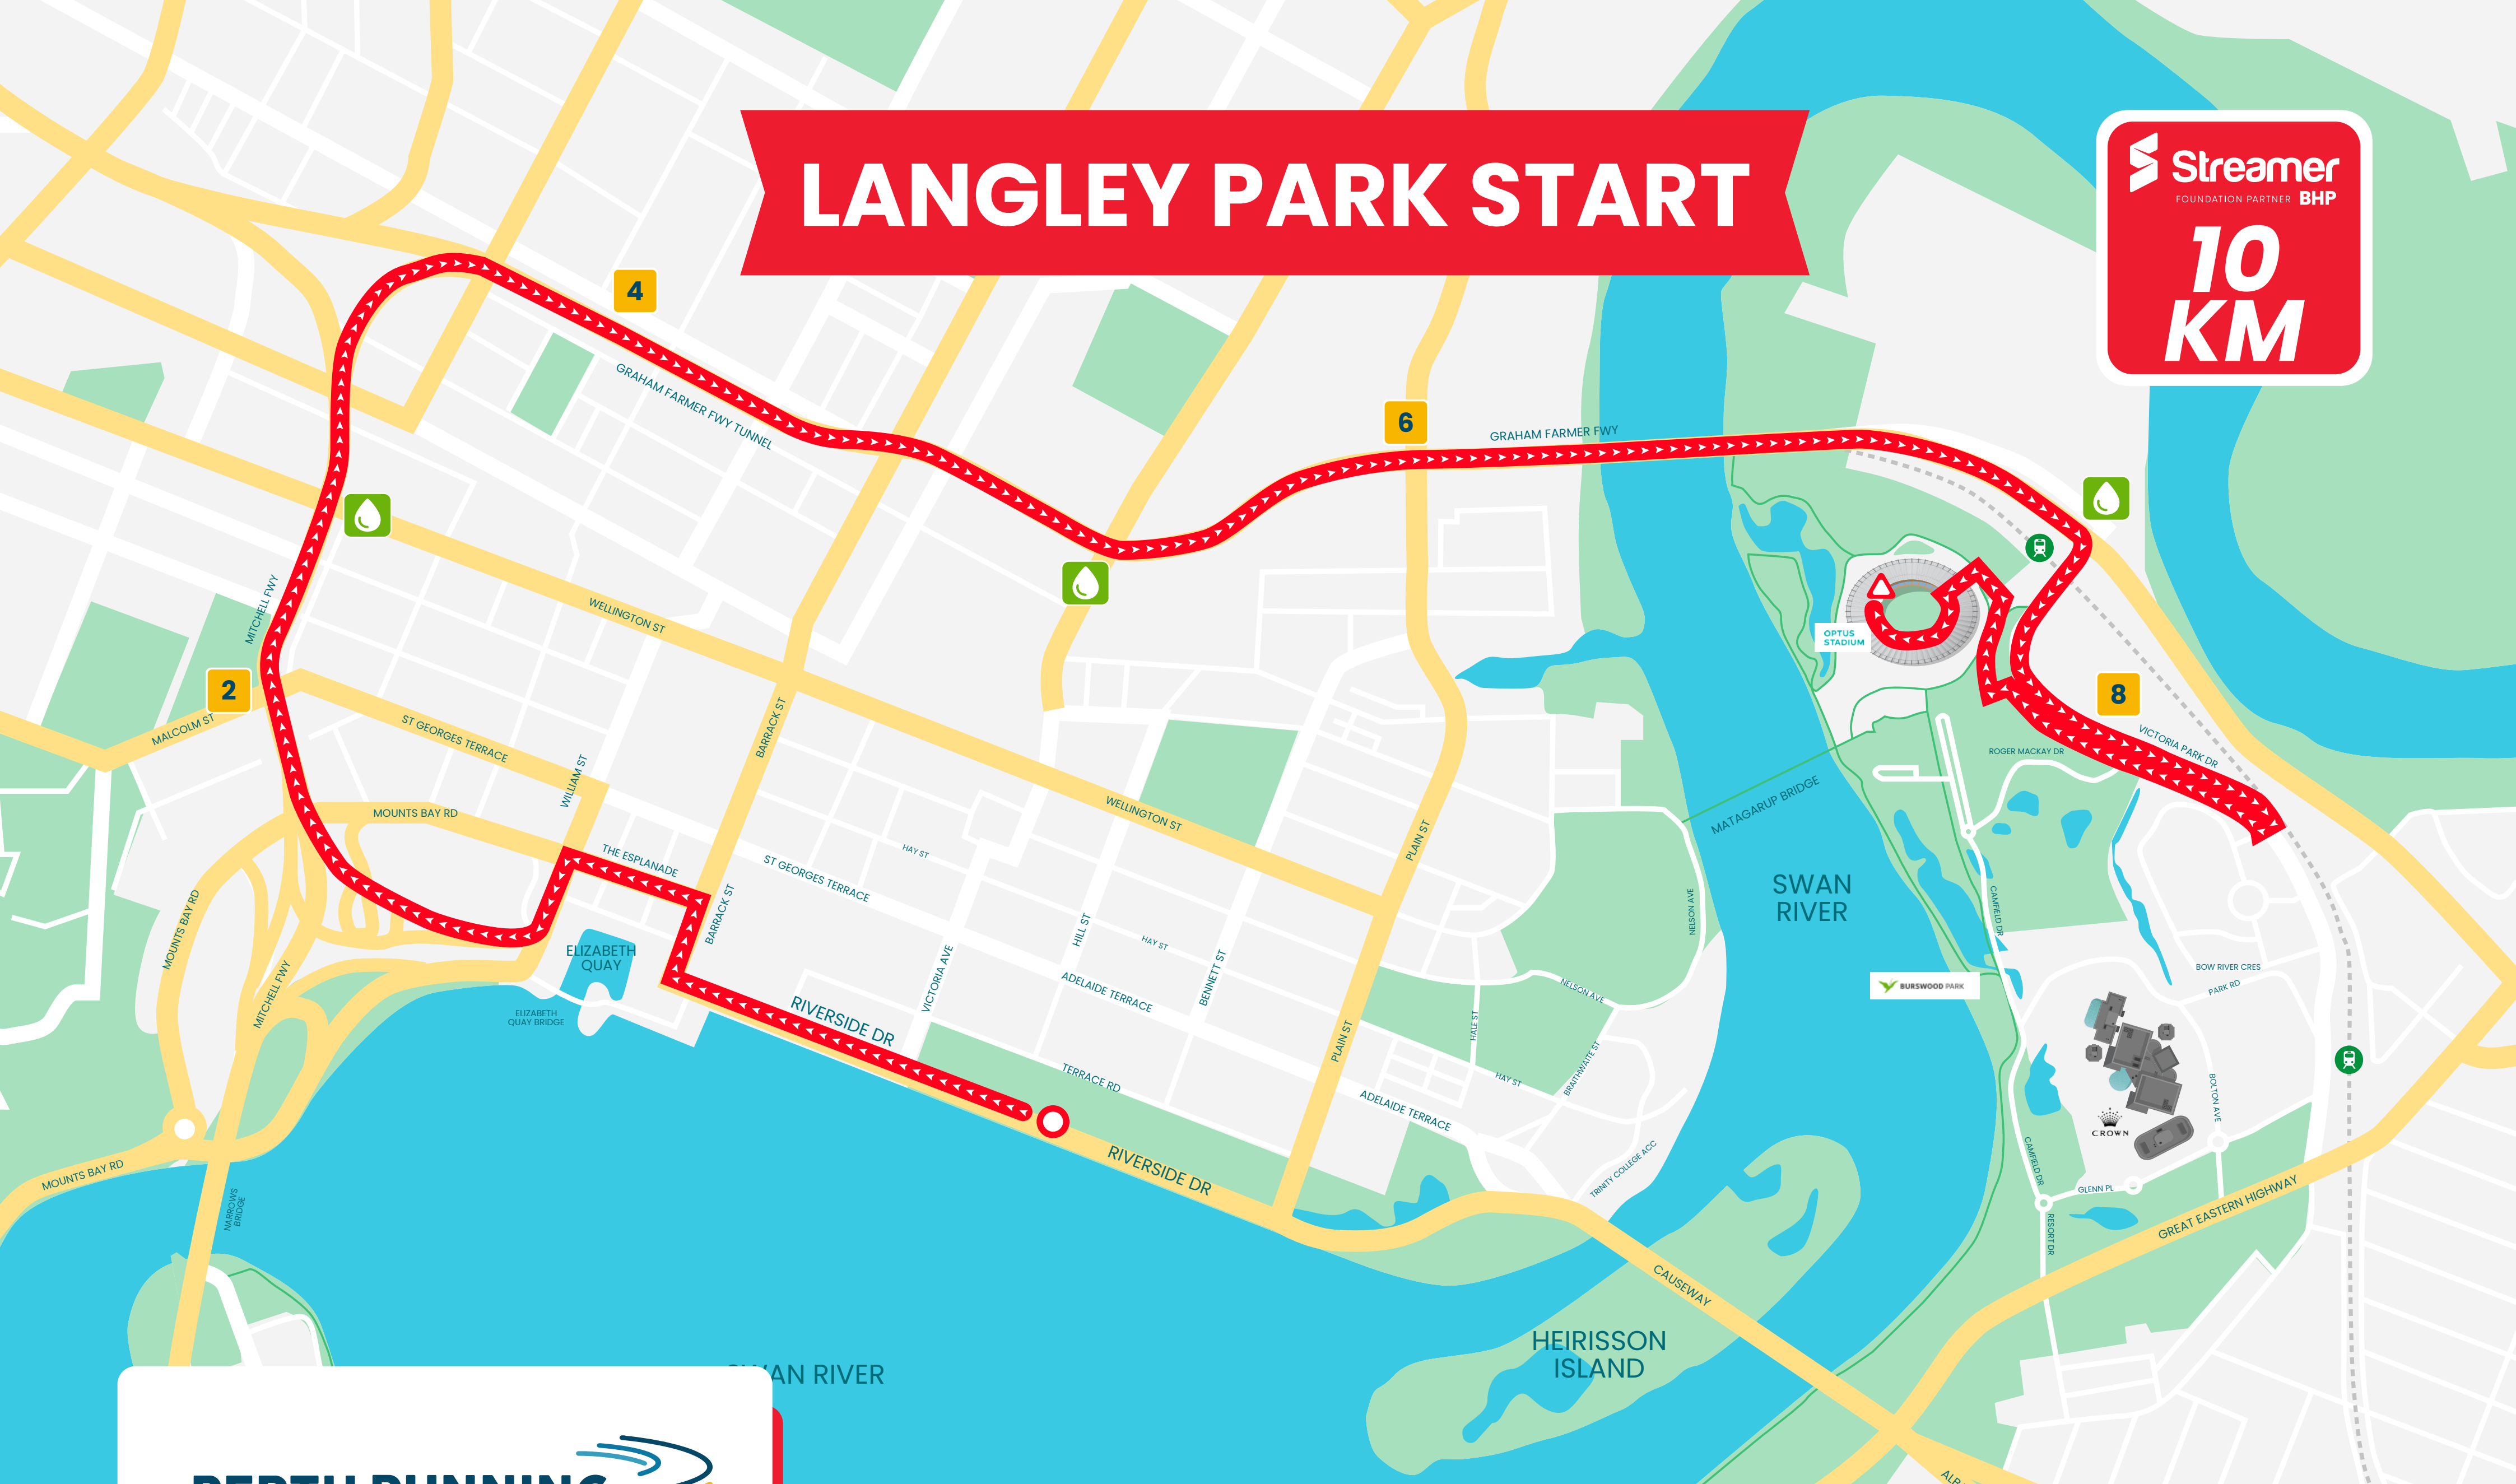 LANGLEY PARK START
Streamer
FOUNDATION PARTNER BHP
10
KM
4
GRAHAM FARMER FWY TUNNEL
6
GRAHAM FARMER FWY
MITCHELL FWY
WELLINGTON ST
OPTUS
STADIUM
2
MALCOLM ST
ST GEORGES TERRACE
WILLIAM ST
BARRACK ST
8
VICTORIA PARK DR
ROGER MACKAY DR
MATAGARUP BRIDGE
MOUNTS BAY RD
THE ESPLANADE
ST GEORGES TERRACE
HAY ST
WELLINGTON ST
PLAIN ST
SWAN
RIVER
MOUNTS BAY RD
MITCHELL FWY
ELIZABETH
QUAY
BARRACK ST
ELIZABETH
QUAY BRIDGE
RIVERSIDE DR
VICTORIA AVE
HILL ST
HAY ST
ADELAIDE TERRACE
BENNETT ST
NELSON AVE
NELSON AVE
CAMFIELD DR
BURSWOOD PARK
BOW RIVER CRES
PARK RD
PLAIN ST
HALE ST
HAY ST
BRAITHWAITE ST
TERRACE RD
ADELAIDE TERRACE
BOLTON AVE
CROWN
TRINITY COLLEGE ACC
CAMFIELD DR
GLENN PL
RESORT DR
GREAT EASTERN HIGHWAY
RIVERSIDE DR
MOUNTS BAY RD
NARROWS
BRIDGE
CAUSEWAY
HEIRISSON
ISLAND
SWAN RIVER
PERTH RUNNING